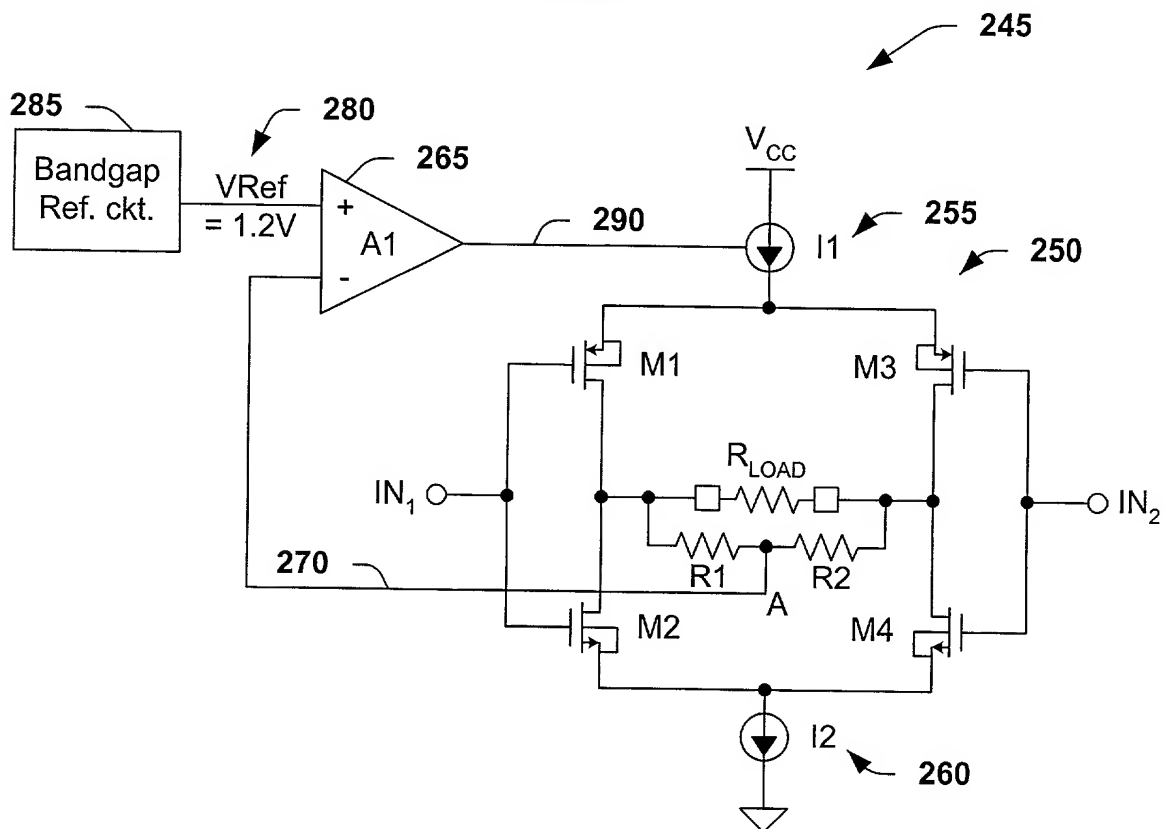 245
285
280
Bandgap
Ref. ckt.
VRef
= 1.2V
265
+
A1
-
290
V_CC
255
I1
250
M1
M3
R_LOAD
IN_1
IN_2
270
R1
R2
A
M2
M4
I2
260